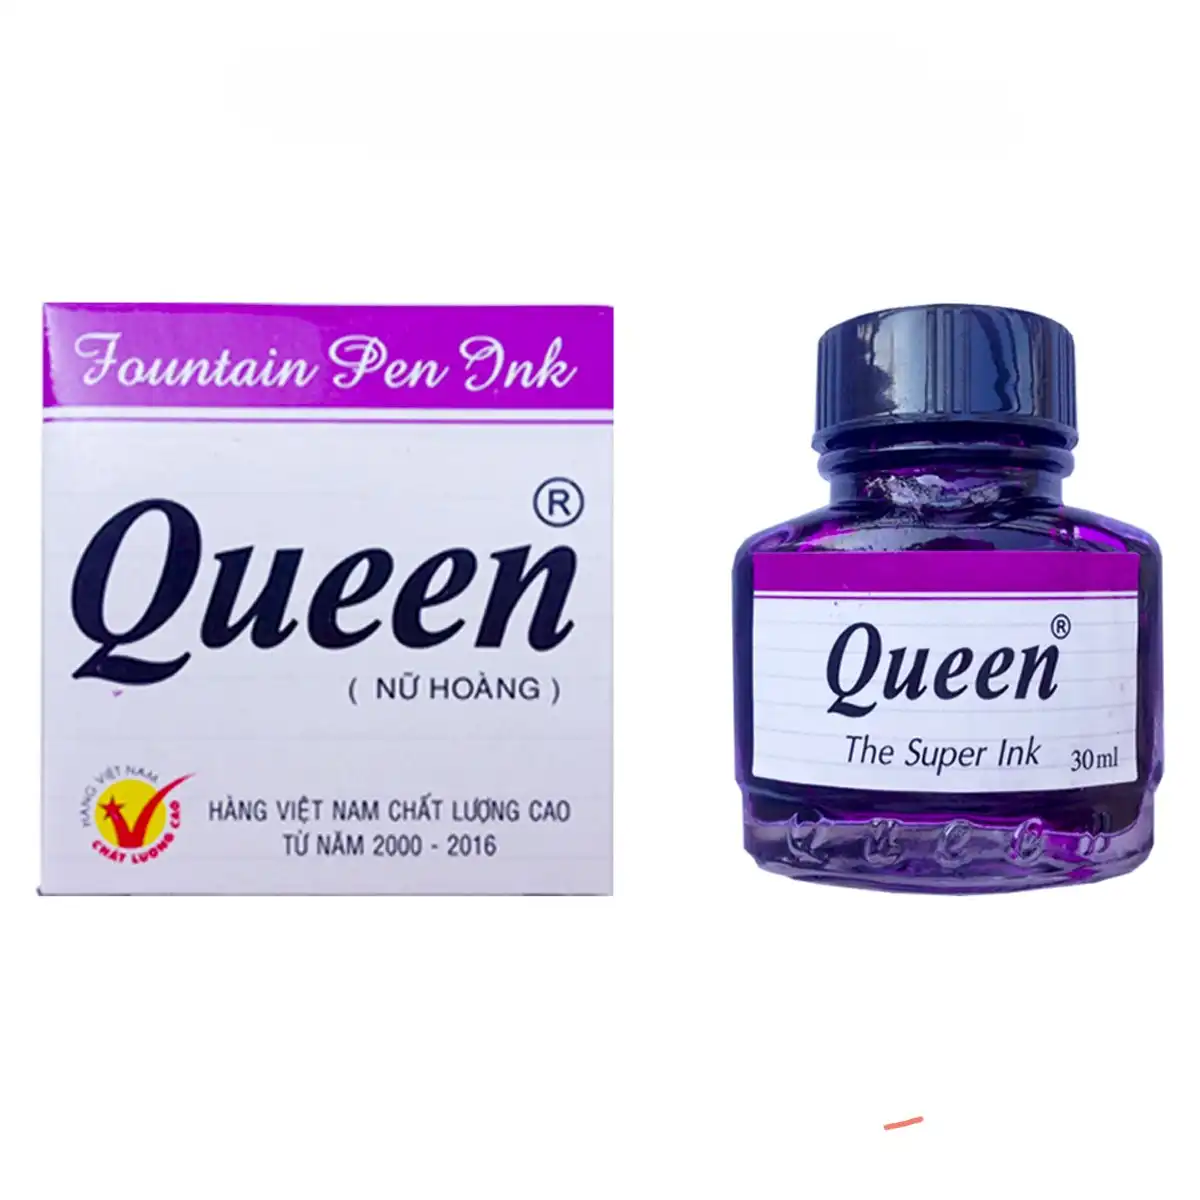 Fountain Pen Ink
Queen ®
( NỮ HOÀNG )
HÀNG VIỆT NAM
CHẤT LƯỢNG CAO
HÀNG VIỆT NAM CHẤT LƯỢNG CAO
TỪ NĂM 2000 - 2016
Queen ®
The Super Ink 30ml
Queen